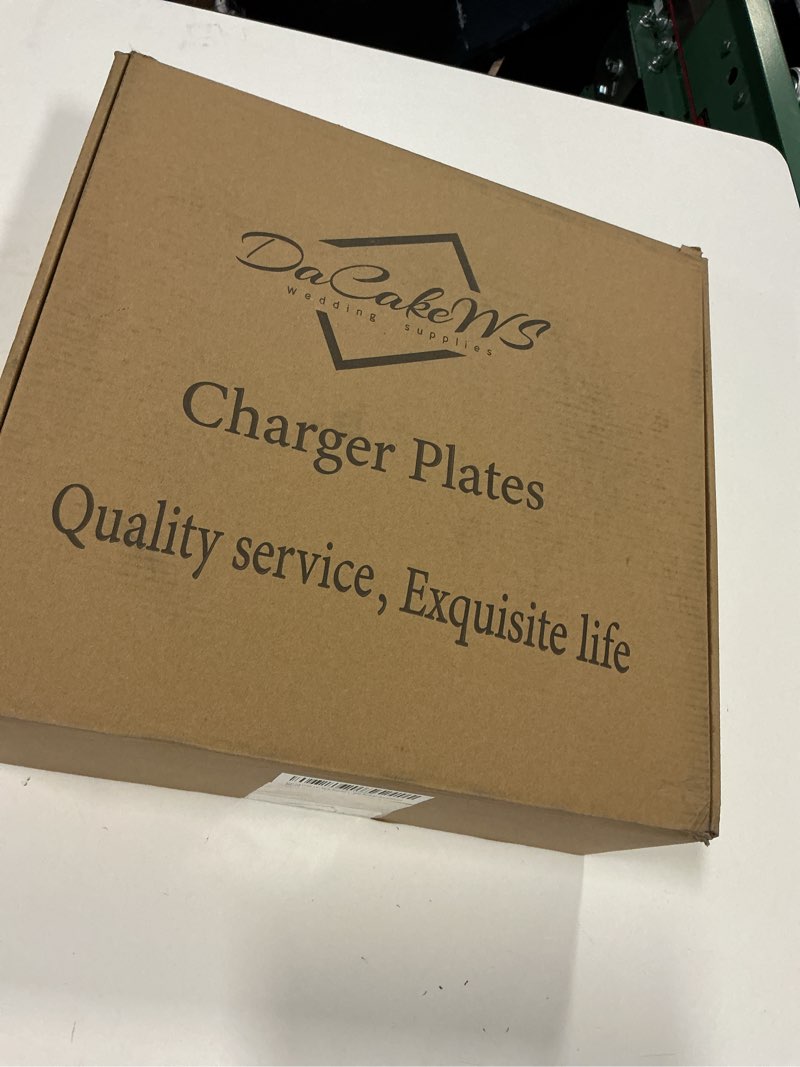 DaCakeWS
Wedding supplies
Charger Plates
Quality service, Exquisite life